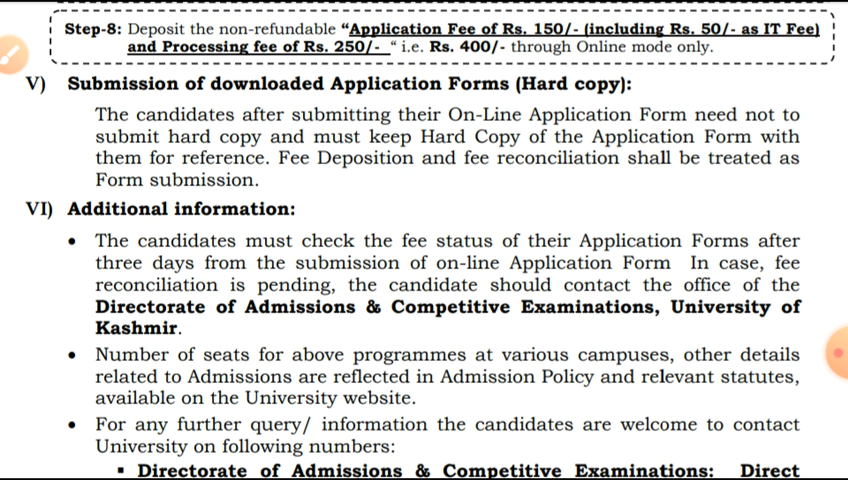 Step-8: Deposit the non-refundable "Application Fee of Rs. 150/- (including Rs. 50/- as IT Fee)
and Processing fee of Rs. 250/- " i.e. Rs. 400/- through Online mode only.
V) Submission of downloaded Application Forms (Hard copy):
The candidates after submitting their On-Line Application Form need not to
submit hard copy and must keep Hard Copy of the Application Form with
them for reference. Fee Deposition and fee reconciliation shall be treated as
Form submission.
VI) Additional information:
• The candidates must check the fee status of their Application Forms after
three days from the submission of on-line Application Form In case, fee
reconciliation is pending, the candidate should contact the office of the
Directorate of Admissions & Competitive Examinations, University of
Kashmir.
• Number of seats for above programmes at various campuses, other details
related to Admissions are reflected in Admission Policy and relevant statutes,
available on the University website.
• For any further query/ information the candidates are welcome to contact
University on following numbers:
▪ Directorate of Admissions & Competitive Examinations: Direct